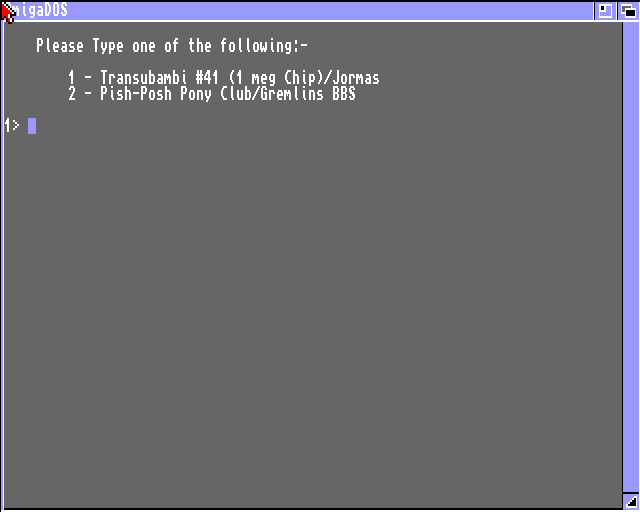 migaDOS
Please Type one of the following:-
1 - Transubambi #41 (1 meg Chip)/Jormas
2 - Pish-Posh Pony Club/Gremlins BBS
1>